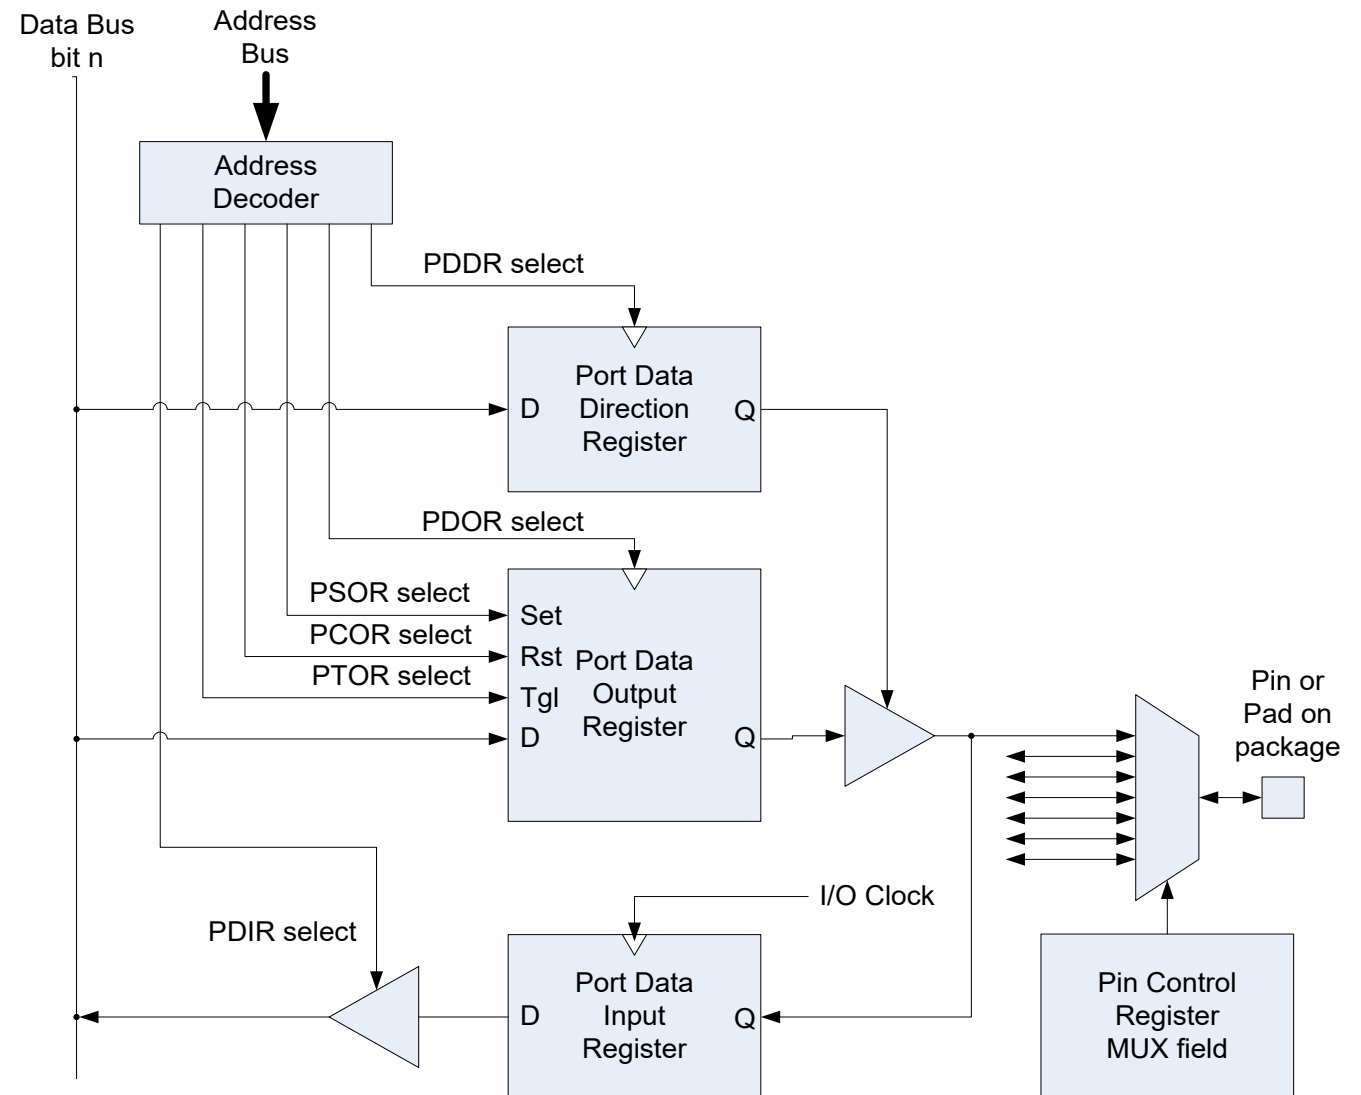 Data Bus
bit n
Address
Bus
Address
Decoder
PDDR select
Port Data
Direction
Register
D
Q
PDOR select
PSOR select
PCOR select
PTOR select
Set
Rst
Tgl
D
Port Data
Output
Register
Q
Pin or
Pad on
package
I/O Clock
PDIR select
Port Data
Input
Register
D
Q
Pin Control
Register
MUX field